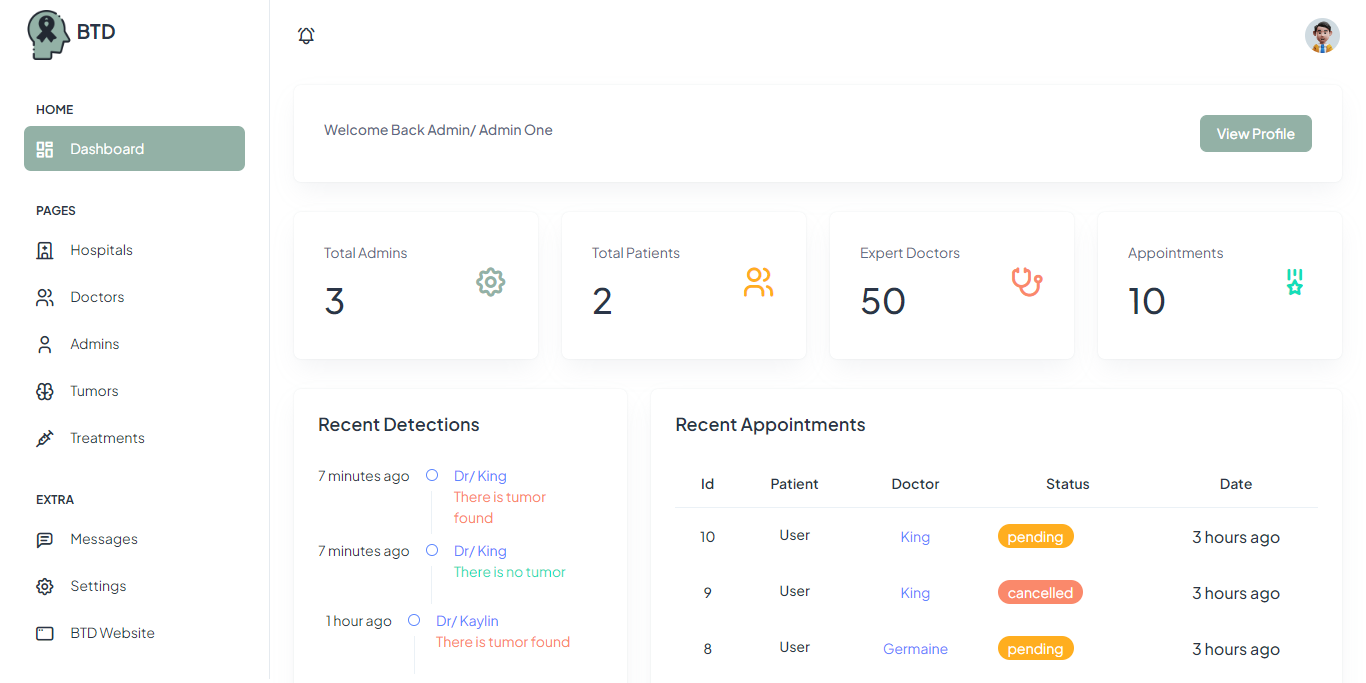 BTD
HOME
Dashboard
PAGES
Hospitals
Doctors
Admins
Tumors
Treatments
EXTRA
Messages
Settings
BTD Website
Welcome Back Admin/ Admin One
View Profile
Total Admins
3
Total Patients
2
Expert Doctors
50
Appointments
10
Recent Detections
7 minutes ago Dr/ King
There is tumor
found
7 minutes ago Dr/ King
There is no tumor
1 hour ago Dr/ Kaylin
There is tumor found
Recent Appointments
Id Patient Doctor Status Date
10 User King pending 3 hours ago
9 User King cancelled 3 hours ago
8 User Germaine pending 3 hours ago